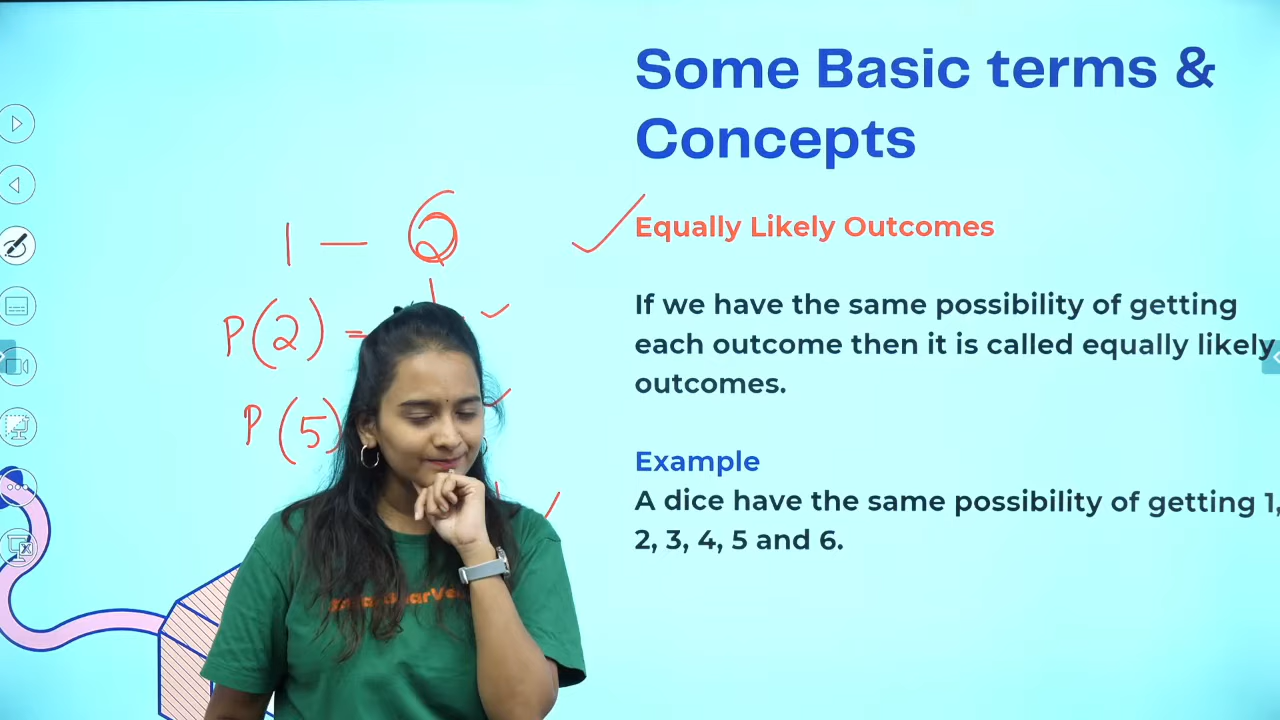 Some Basic terms &
Concepts
Equally Likely Outcomes
If we have the same possibility of getting
each outcome then it is called equally likely
outcomes.
Example
A dice have the same possibility of getting 1,
2, 3, 4, 5 and 6.
1 — 6
P(2) =
P(5)